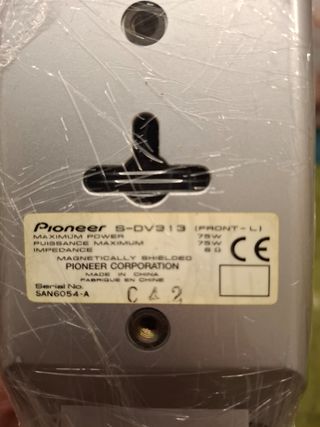 Pioneer S-DV313 (FRONT-L)
MAXIMUM POWER 75W
PUISSANCE MAXIMUM 75W
IMPEDANCE 8 Ω CE
MAGNETICALLY SHIELDED
PIONEER CORPORATION
MADE IN CHINA
FABRIQUE EN CHINE
Serial No.
SAN6054-A C42